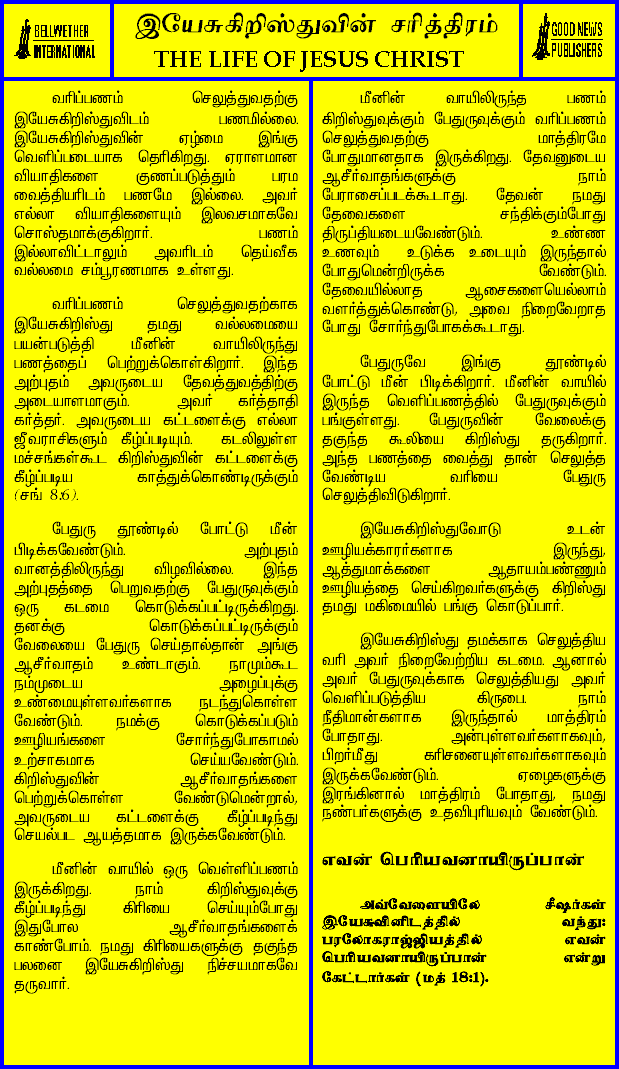 BELLWETHER
INTERNATIONAL
இயேசுகிறிஸ்துவின் சரித்திரம்
THE LIFE OF JESUS CHRIST
GOOD NEWS
PUBLISHERS
வரிப்பணம் செலுத்துவதற்கு
இயேசுகிறிஸ்துவிடம் பணமில்லை.
இயேசுகிறிஸ்துவின் ஏழ்மை இங்கு
வெளிப்படையாக தெரிகிறது. ஏராளமான
வியாதிகளை குணப்படுத்தும் பரம
வைத்தியரிடம் பணமே இல்லை. அவர்
எல்லா வியாதிகளையும் இலவசமாகவே
சொஸ்தமாக்குகிறார். பணம்
இல்லாவிட்டாலும் அவரிடம் தெய்வீக
வல்லமை சம்பூரணமாக உள்ளது.
வரிப்பணம் செலுத்துவதற்காக
இயேசுகிறிஸ்து தமது வல்லமையை
பயன்படுத்தி மீனின் வாயிலிருந்து
பணத்தைப் பெற்றுக்கொள்கிறார். இந்த
அற்புதம் அவருடைய தேவத்துவத்திற்கு
அடையாளமாகும். அவர் கர்த்தாதி
கர்த்தர். அவருடைய கட்டளைக்கு எல்லா
ஜீவராசிகளும் கீழ்ப்படியும். கடலிலுள்ள
மச்சங்கள்கூட கிறிஸ்துவின் கட்டளைக்கு
கீழ்ப்படிய காத்துக்கொண்டிருக்கும்
(சங் 8:6).
பேதுரு தூண்டில் போட்டு மீன்
பிடிக்கவேண்டும். அற்புதம்
வானத்திலிருந்து விழவில்லை. இந்த
அற்புதத்தை பெறுவதற்கு பேதுருவுக்கும்
ஒரு கடமை கொடுக்கப்பட்டிருக்கிறது.
தனக்கு கொடுக்கப்பட்டிருக்கும்
வேலையை பேதுரு செய்தால்தான் அங்கு
ஆசீர்வாதம் உண்டாகும். நாமும்கூட
நம்முடைய அழைப்புக்கு
உண்மையுள்ளவர்களாக நடந்துகொள்ள
வேண்டும். நமக்கு கொடுக்கப்படும்
ஊழியங்களை சோர்ந்துபோகாமல்
உற்சாகமாக செய்யவேண்டும்.
கிறிஸ்துவின் ஆசீர்வாதங்களை
பெற்றுக்கொள்ள வேண்டுமென்றால்,
அவருடைய கட்டளைக்கு கீழ்ப்படிந்து
செயல்பட ஆயத்தமாக இருக்கவேண்டும்.
மீனின் வாயில் ஒரு வெள்ளிப்பணம்
இருக்கிறது. நாம் கிறிஸ்துவுக்கு
கீழ்ப்படிந்து கிரியை செய்யும்போது
இதுபோல ஆசீர்வாதங்களைக்
காண்போம். நமது கிரியைகளுக்கு தகுந்த
பலனை இயேசுகிறிஸ்து நிச்சயமாகவே
தருவார்.
மீனின் வாயிலிருந்த பணம்
கிறிஸ்துவுக்கும் பேதுருவுக்கும் வரிப்பணம்
செலுத்துவதற்கு மாத்திரமே
போதுமானதாக இருக்கிறது. தேவனுடைய
ஆசீர்வாதங்களுக்கு நாம்
பேராசைப்படக்கூடாது. தேவன் நமது
தேவைகளை சந்திக்கும்போது
திருப்தியடையவேண்டும். உண்ண
உணவும் உடுக்க உடையும் இருந்தால்
போதுமென்றிருக்க வேண்டும்.
தேவையில்லாத ஆசைகளையெல்லாம்
வளர்த்துக்கொண்டு, அவை நிறைவேறாத
போது சோர்ந்துபோகக்கூடாது.
பேதுருவே இங்கு தூண்டில்
போட்டு மீன் பிடிக்கிறார். மீனின் வாயில்
இருந்த வெளிப்பணத்தில் பேதுருவுக்கும்
பங்குள்ளது. பேதுருவின் வேலைக்கு
தகுந்த கூலியை கிறிஸ்து தருகிறார்.
அந்த பணத்தை வைத்து தான் செலுத்த
வேண்டிய வரியை பேதுரு
செலுத்திவிடுகிறார்.
இயேசுகிறிஸ்துவோடு உடன்
ஊழியக்காரர்களாக இருந்து,
ஆத்துமாக்களை ஆதாயம்பண்ணும்
ஊழியத்தை செய்கிறவர்களுக்கு கிறிஸ்து
தமது மகிமையில் பங்கு கொடுப்பார்.
இயேசுகிறிஸ்து தமக்காக செலுத்திய
வரி அவர் நிறைவேற்றிய கடமை. ஆனால்
அவர் பேதுருவுக்காக செலுத்தியது அவர்
வெளிப்படுத்திய கிருபை. நாம்
நீதிமான்களாக இருந்தால் மாத்திரம்
போதாது. அன்புள்ளவர்களாகவும்,
பிறர்மீது கரிசனையுள்ளவர்களாகவும்
இருக்கவேண்டும். ஏழைகளுக்கு
இரங்கினால் மாத்திரம் போதாது, நமது
நண்பர்களுக்கு உதவிபுரியவும் வேண்டும்.
எவன் பெரியவனாயிருப்பான்
அவ்வேளையிலே சீஷர்கள்
இயேசுவினிடத்தில் வந்து:
பரலோகராஜ்ஜியத்தில் எவன்
பெரியவனாயிருப்பான் என்று
கேட்டார்கள் (மத் 18:1).